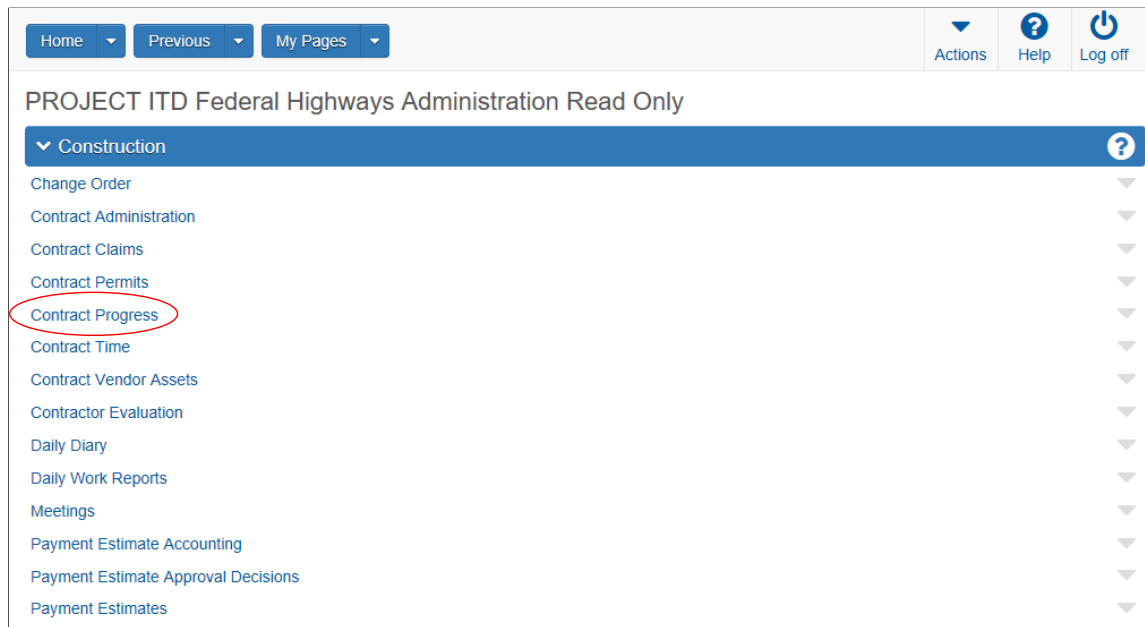 Home Previous My Pages
Actions Help Log off
PROJECT ITD Federal Highways Administration Read Only
Construction
Change Order
Contract Administration
Contract Claims
Contract Permits
Contract Progress
Contract Time
Contract Vendor Assets
Contractor Evaluation
Daily Diary
Daily Work Reports
Meetings
Payment Estimate Accounting
Payment Estimate Approval Decisions
Payment Estimates